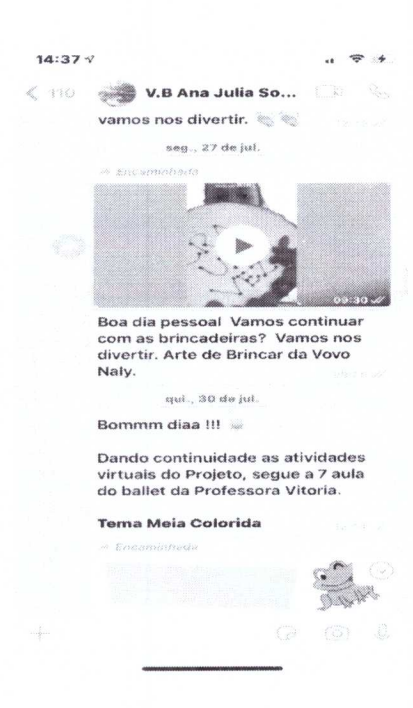 14:37
110
V.B Ana Julia So...
vamos nos divertir.
seg., 27 de jul.
Encaminhada
09:30
Boa dia pessoal Vamos continuar
com as brincadeiras? Vamos nos
divertir. Arte de Brincar da Vovo
Naly.
qui., 30 de jul.
Bommm diaa !!!
Dando continuidade as atividades
virtuais do Projeto, segue a 7 aula
do ballet da Professora Vitoria.
Tema Meia Colorida
Encaminhada